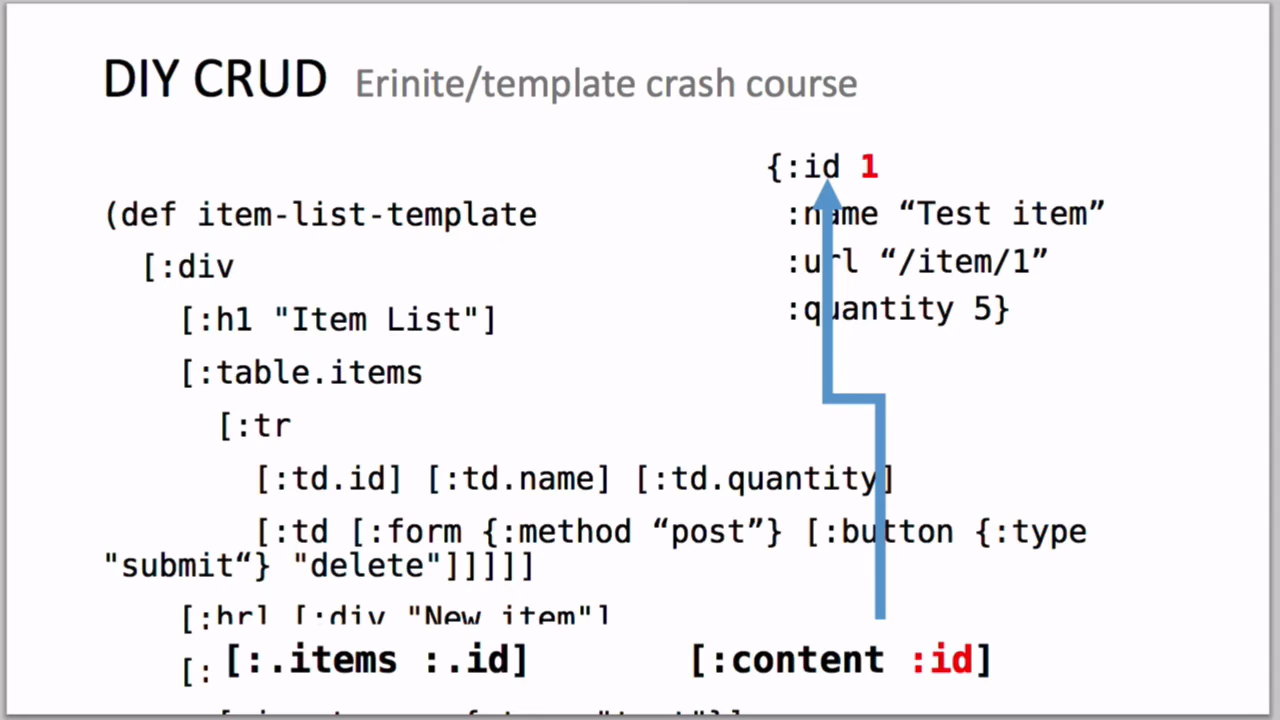 DIY CRUD Erinite/template crash course
{:id 1
:name “Test item”
:url “/item/1”
:quantity 5}
(def item-list-template
[:div
[:h1 "Item List"]
[:table.items
[:tr
[:td.id] [:td.name] [:td.quantity]
[:td [:form {:method “post”} [:button {:type
"submit“} "delete"]]]]]
[:hr] [:div "New item"]
[:
[:.items :.id] [:content :id]